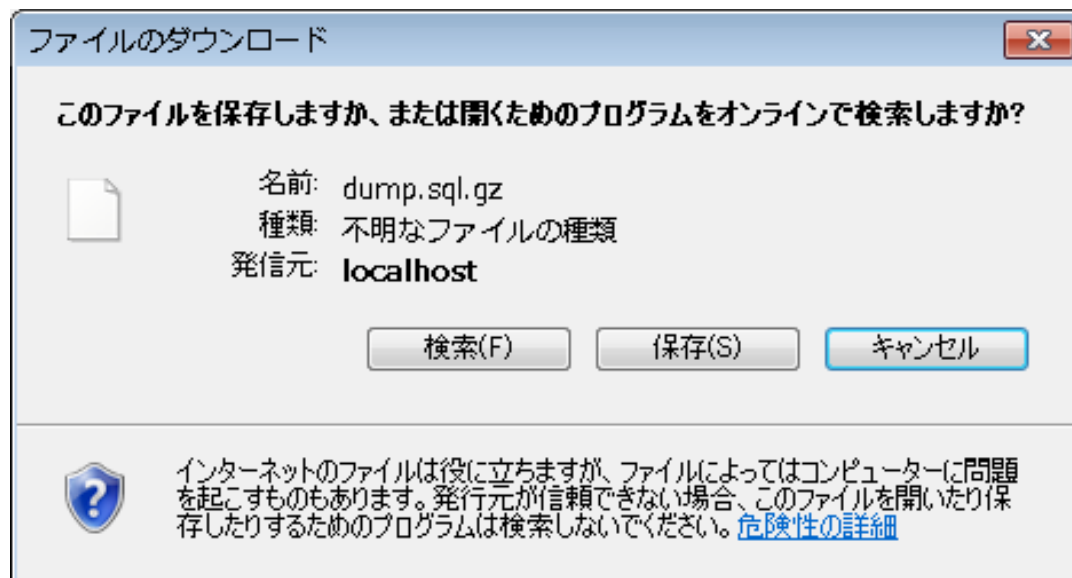 ファイルのダウンロード
このファイルを保存しますか、または開くためのプログラムをオンラインで検索しますか?
名前: dump.sql.gz
種類: 不明なファイルの種類
発信元: localhost
検索(F) 保存(S) キャンセル
インターネットのファイルは役に立ちますが、ファイルによってはコンピューターに問題
を起こすものもあります。発行元が信頼できない場合、このファイルを開いたり保
存したりするためのプログラムは検索しないでください。危険性の詳細